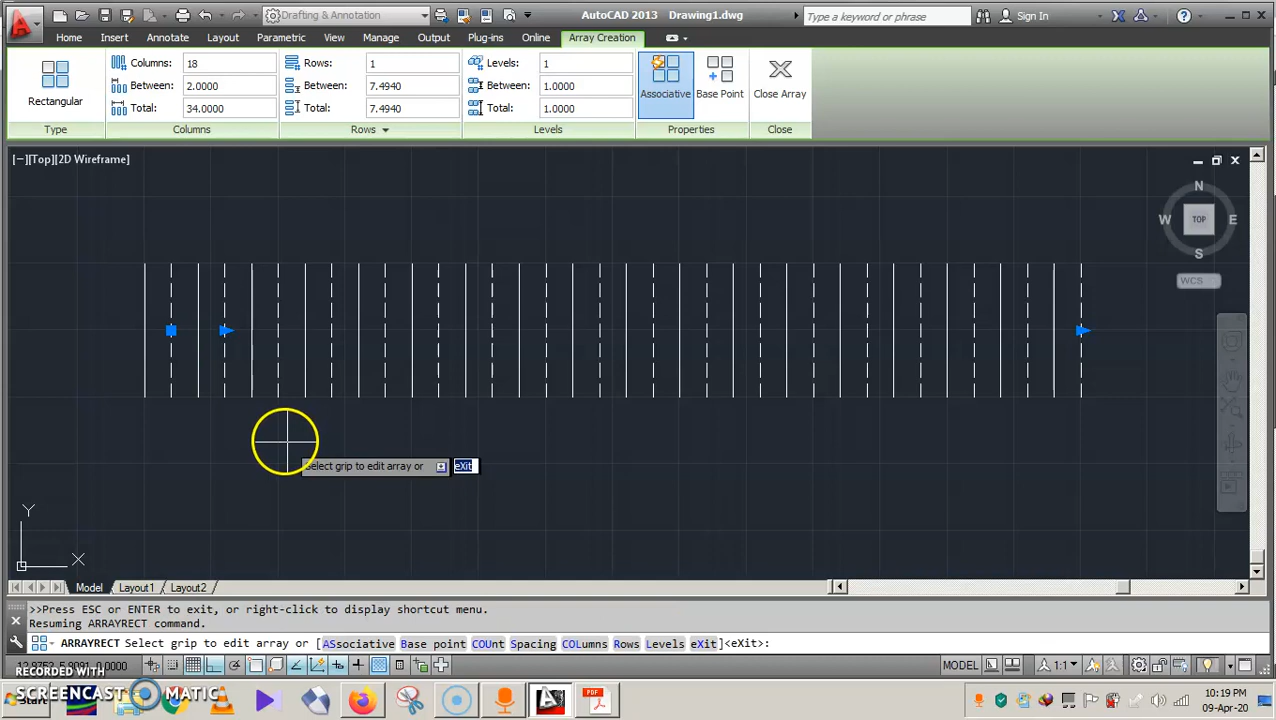 Drafting & Annotation
AutoCAD 2013 Drawing1.dwg
Type a keyword or phrase
Sign In
Home Insert Annotate Layout Parametric View Manage Output Plug-ins Online Array Creation
Columns: 18
Rows: 1
Levels: 1
Between: 2.0000
Between: 7.4940
Between: 1.0000
Total: 34.0000
Total: 7.4940
Total: 1.0000
Rectangular
Associative
Base Point
Close Array
Type
Columns
Rows
Levels
Properties
Close
[−][Top][2D Wireframe]
N
W TOP E
S
WCS
Select grip to edit array or eXit
Y
X
Model Layout1 Layout2
>>Press ESC or ENTER to exit, or right-click to display shortcut menu.
Resuming ARRAYRECT command.
ARRAYRECT Select grip to edit array or [ASsociative Base point COUnt Spacing COLumns Rows Levels eXit]<eXit>:
MODEL
1:1
RECORDED WITH
SCREENCAST MATIC
Start
PDF
10:19 PM
09-Apr-20